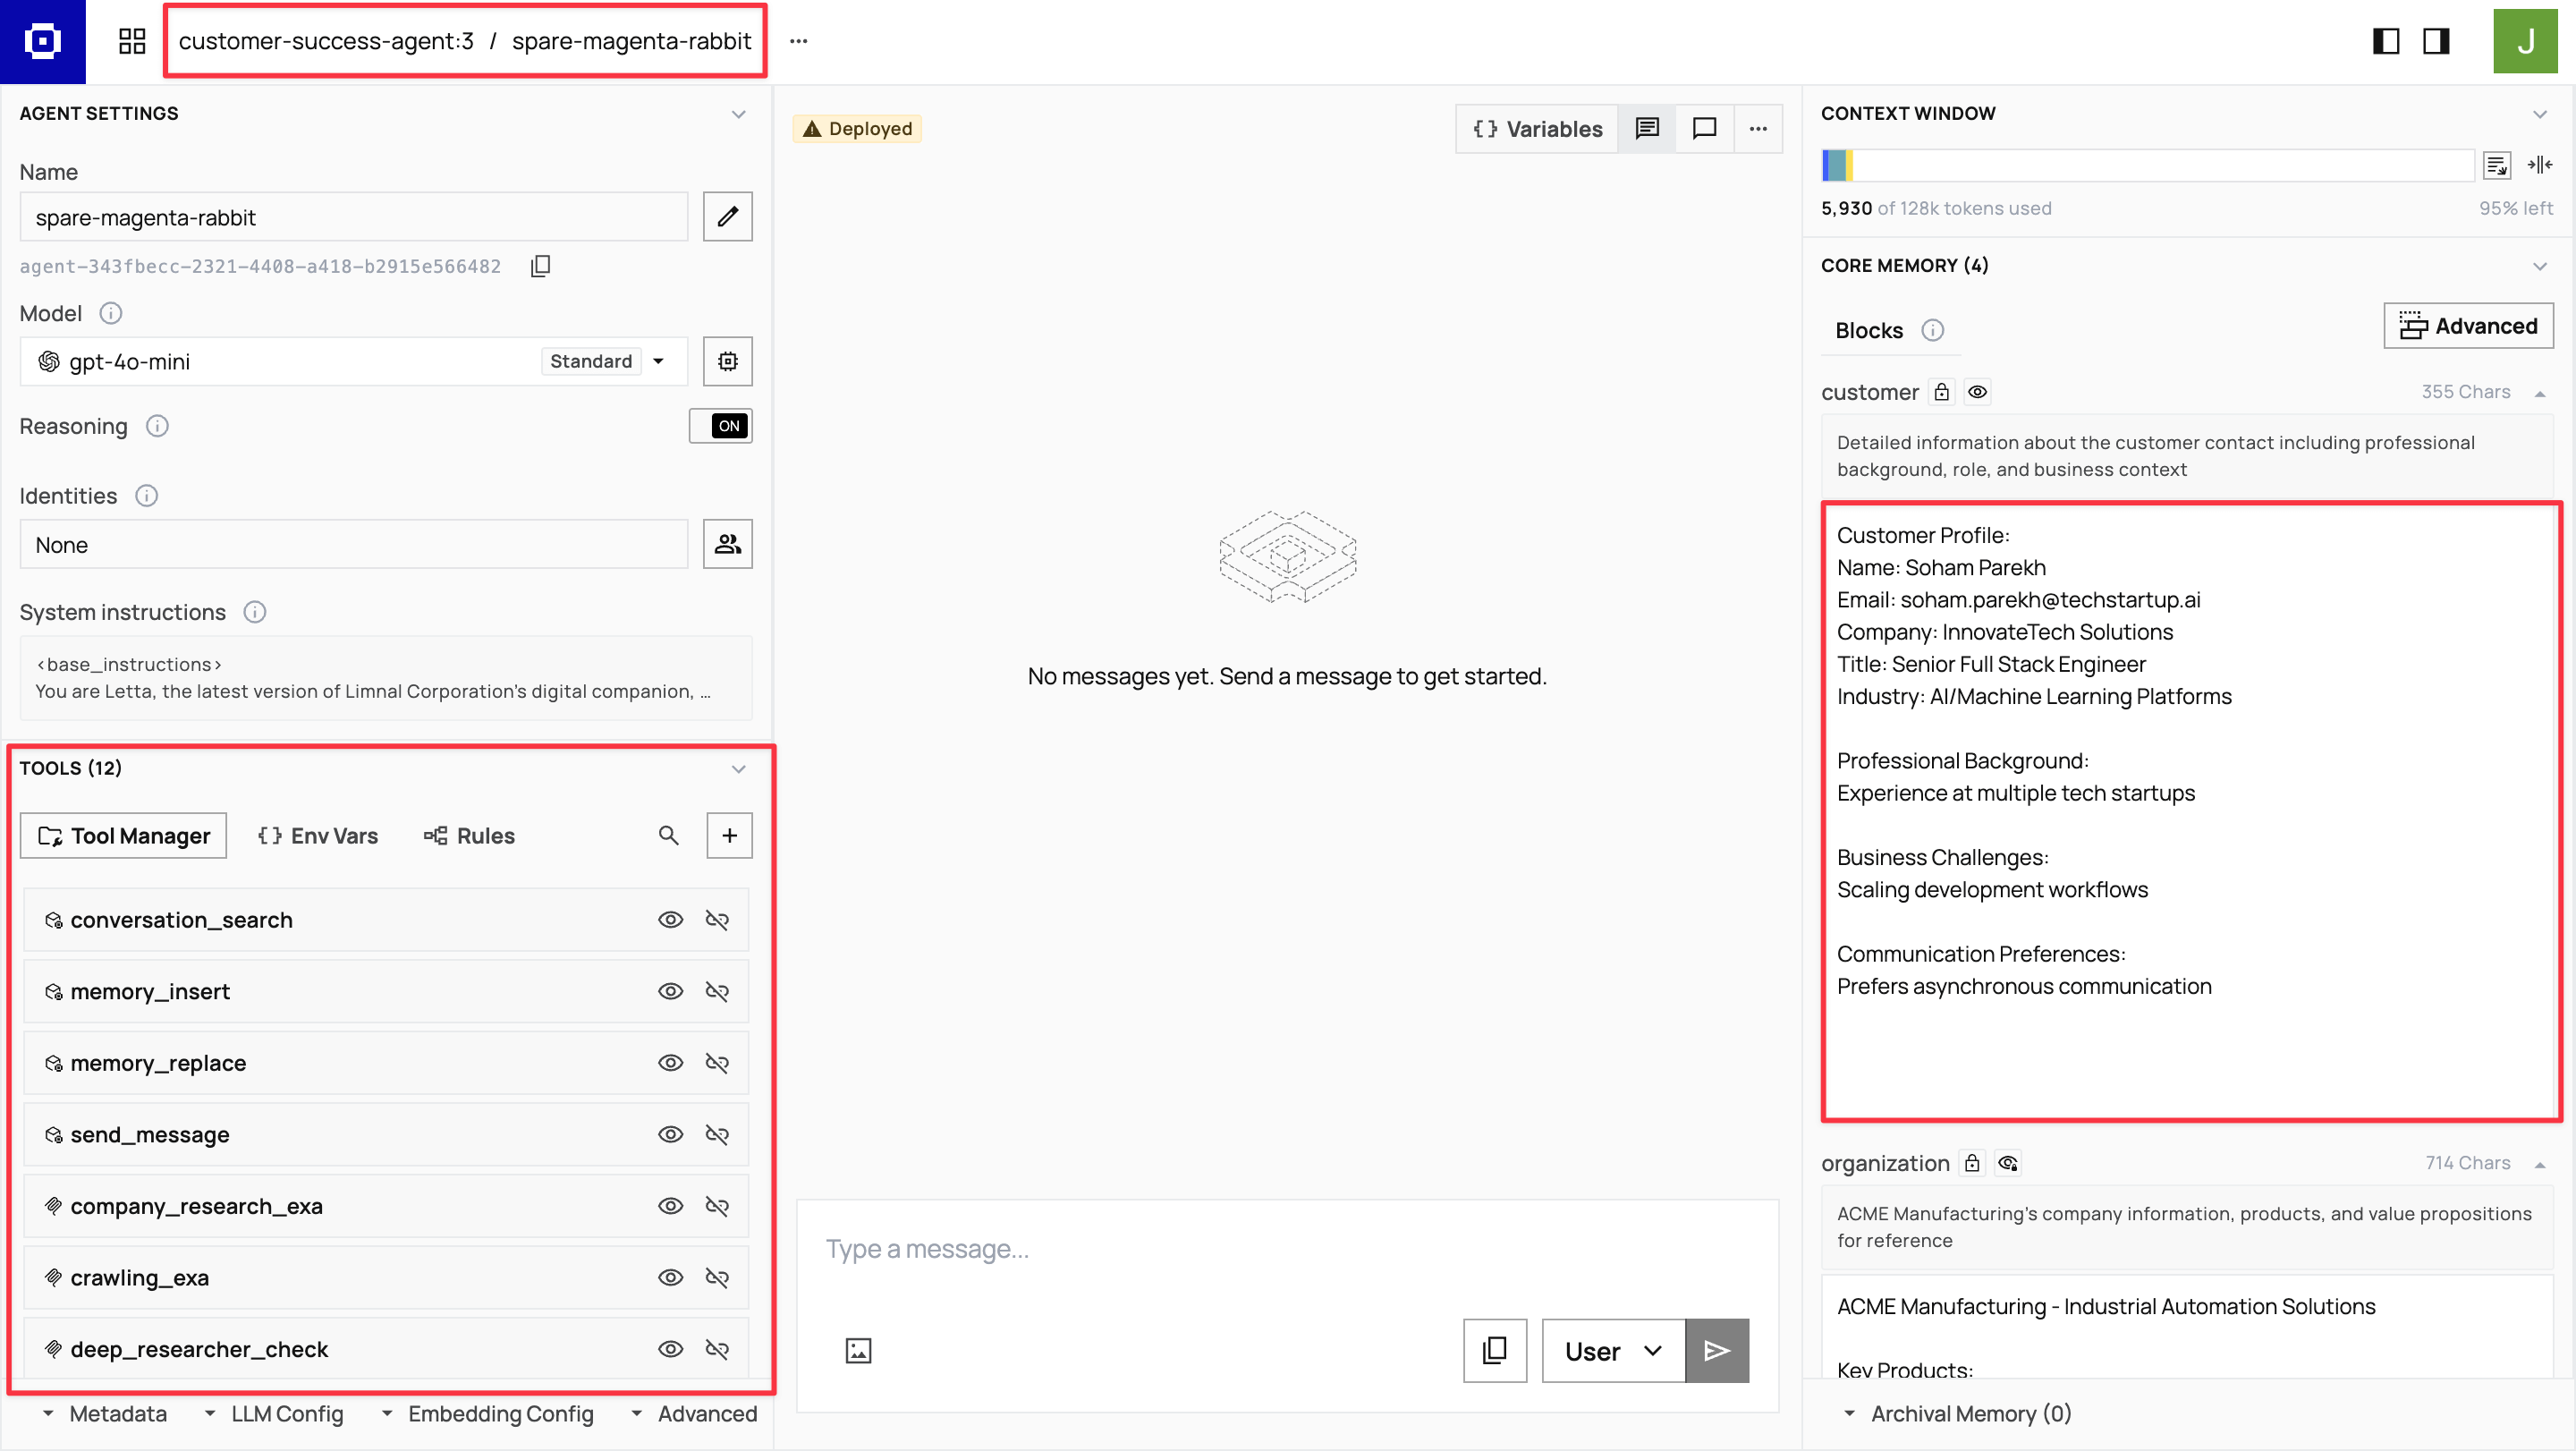 customer-success-agent:3 / spare-magenta-rabbit
J
AGENT SETTINGS
Name
spare-magenta-rabbit
agent-343fbecc-2321-4408-a418-b2915e566482
Model
gpt-4o-mini
Standard
Reasoning
ON
Identities
None
System instructions
<base_instructions>
You are Letta, the latest version of Limnal Corporation's digital companion, ...
TOOLS (12)
Tool Manager
Env Vars
Rules
conversation_search
memory_insert
memory_replace
send_message
company_research_exa
crawling_exa
deep_researcher_check
Metadata
LLM Config
Embedding Config
Advanced
Deployed
Variables
No messages yet. Send a message to get started.
Type a message...
User
CONTEXT WINDOW
5,930 of 128k tokens used
95% left
CORE MEMORY (4)
Blocks
Advanced
customer
355 Chars
Detailed information about the customer contact including professional
background, role, and business context
Customer Profile:
Name: Soham Parekh
Email: soham.parekh@techstartup.ai
Company: InnovateTech Solutions
Title: Senior Full Stack Engineer
Industry: AI/Machine Learning Platforms
Professional Background:
Experience at multiple tech startups
Business Challenges:
Scaling development workflows
Communication Preferences:
Prefers asynchronous communication
organization
714 Chars
ACME Manufacturing's company information, products, and value propositions
for reference
ACME Manufacturing - Industrial Automation Solutions
Key Products:
Archival Memory (0)